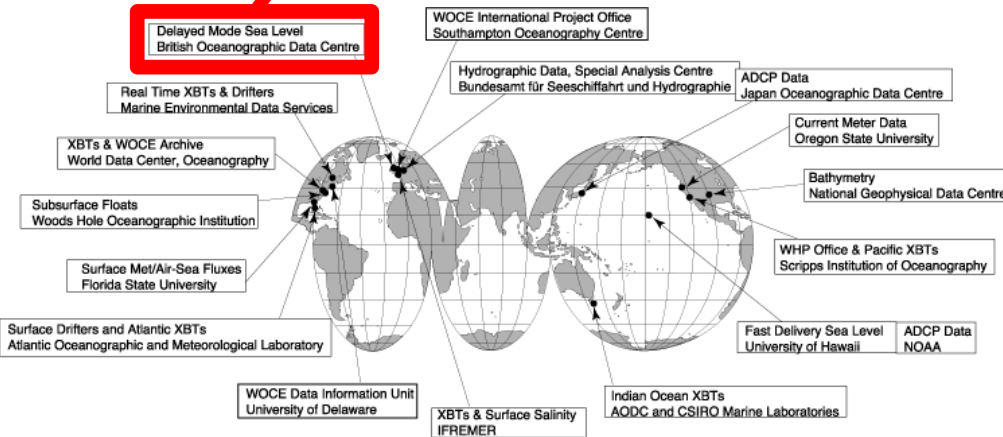 Delayed Mode Sea Level
British Oceanographic Data Centre
WOCE International Project Office
Southampton Oceanography Centre
Hydrographic Data, Special Analysis Centre
Bundesamt für Seeschiffahrt und Hydrographie
ADCP Data
Japan Oceanographic Data Centre
Real Time XBTs & Drifters
Marine Environmental Data Services
Current Meter Data
Oregon State University
XBTs & WOCE Archive
World Data Center, Oceanography
Bathymetry
National Geophysical Data Centre
Subsurface Floats
Woods Hole Oceanographic Institution
WHP Office & Pacific XBTs
Scripps Institution of Oceanography
Surface Met/Air-Sea Fluxes
Florida State University
Surface Drifters and Atlantic XBTs
Atlantic Oceanographic and Meteorological Laboratory
Fast Delivery Sea Level
University of Hawaii
ADCP Data
NOAA
WOCE Data Information Unit
University of Delaware
XBTs & Surface Salinity
IFREMER
Indian Ocean XBTs
AODC and CSIRO Marine Laboratories